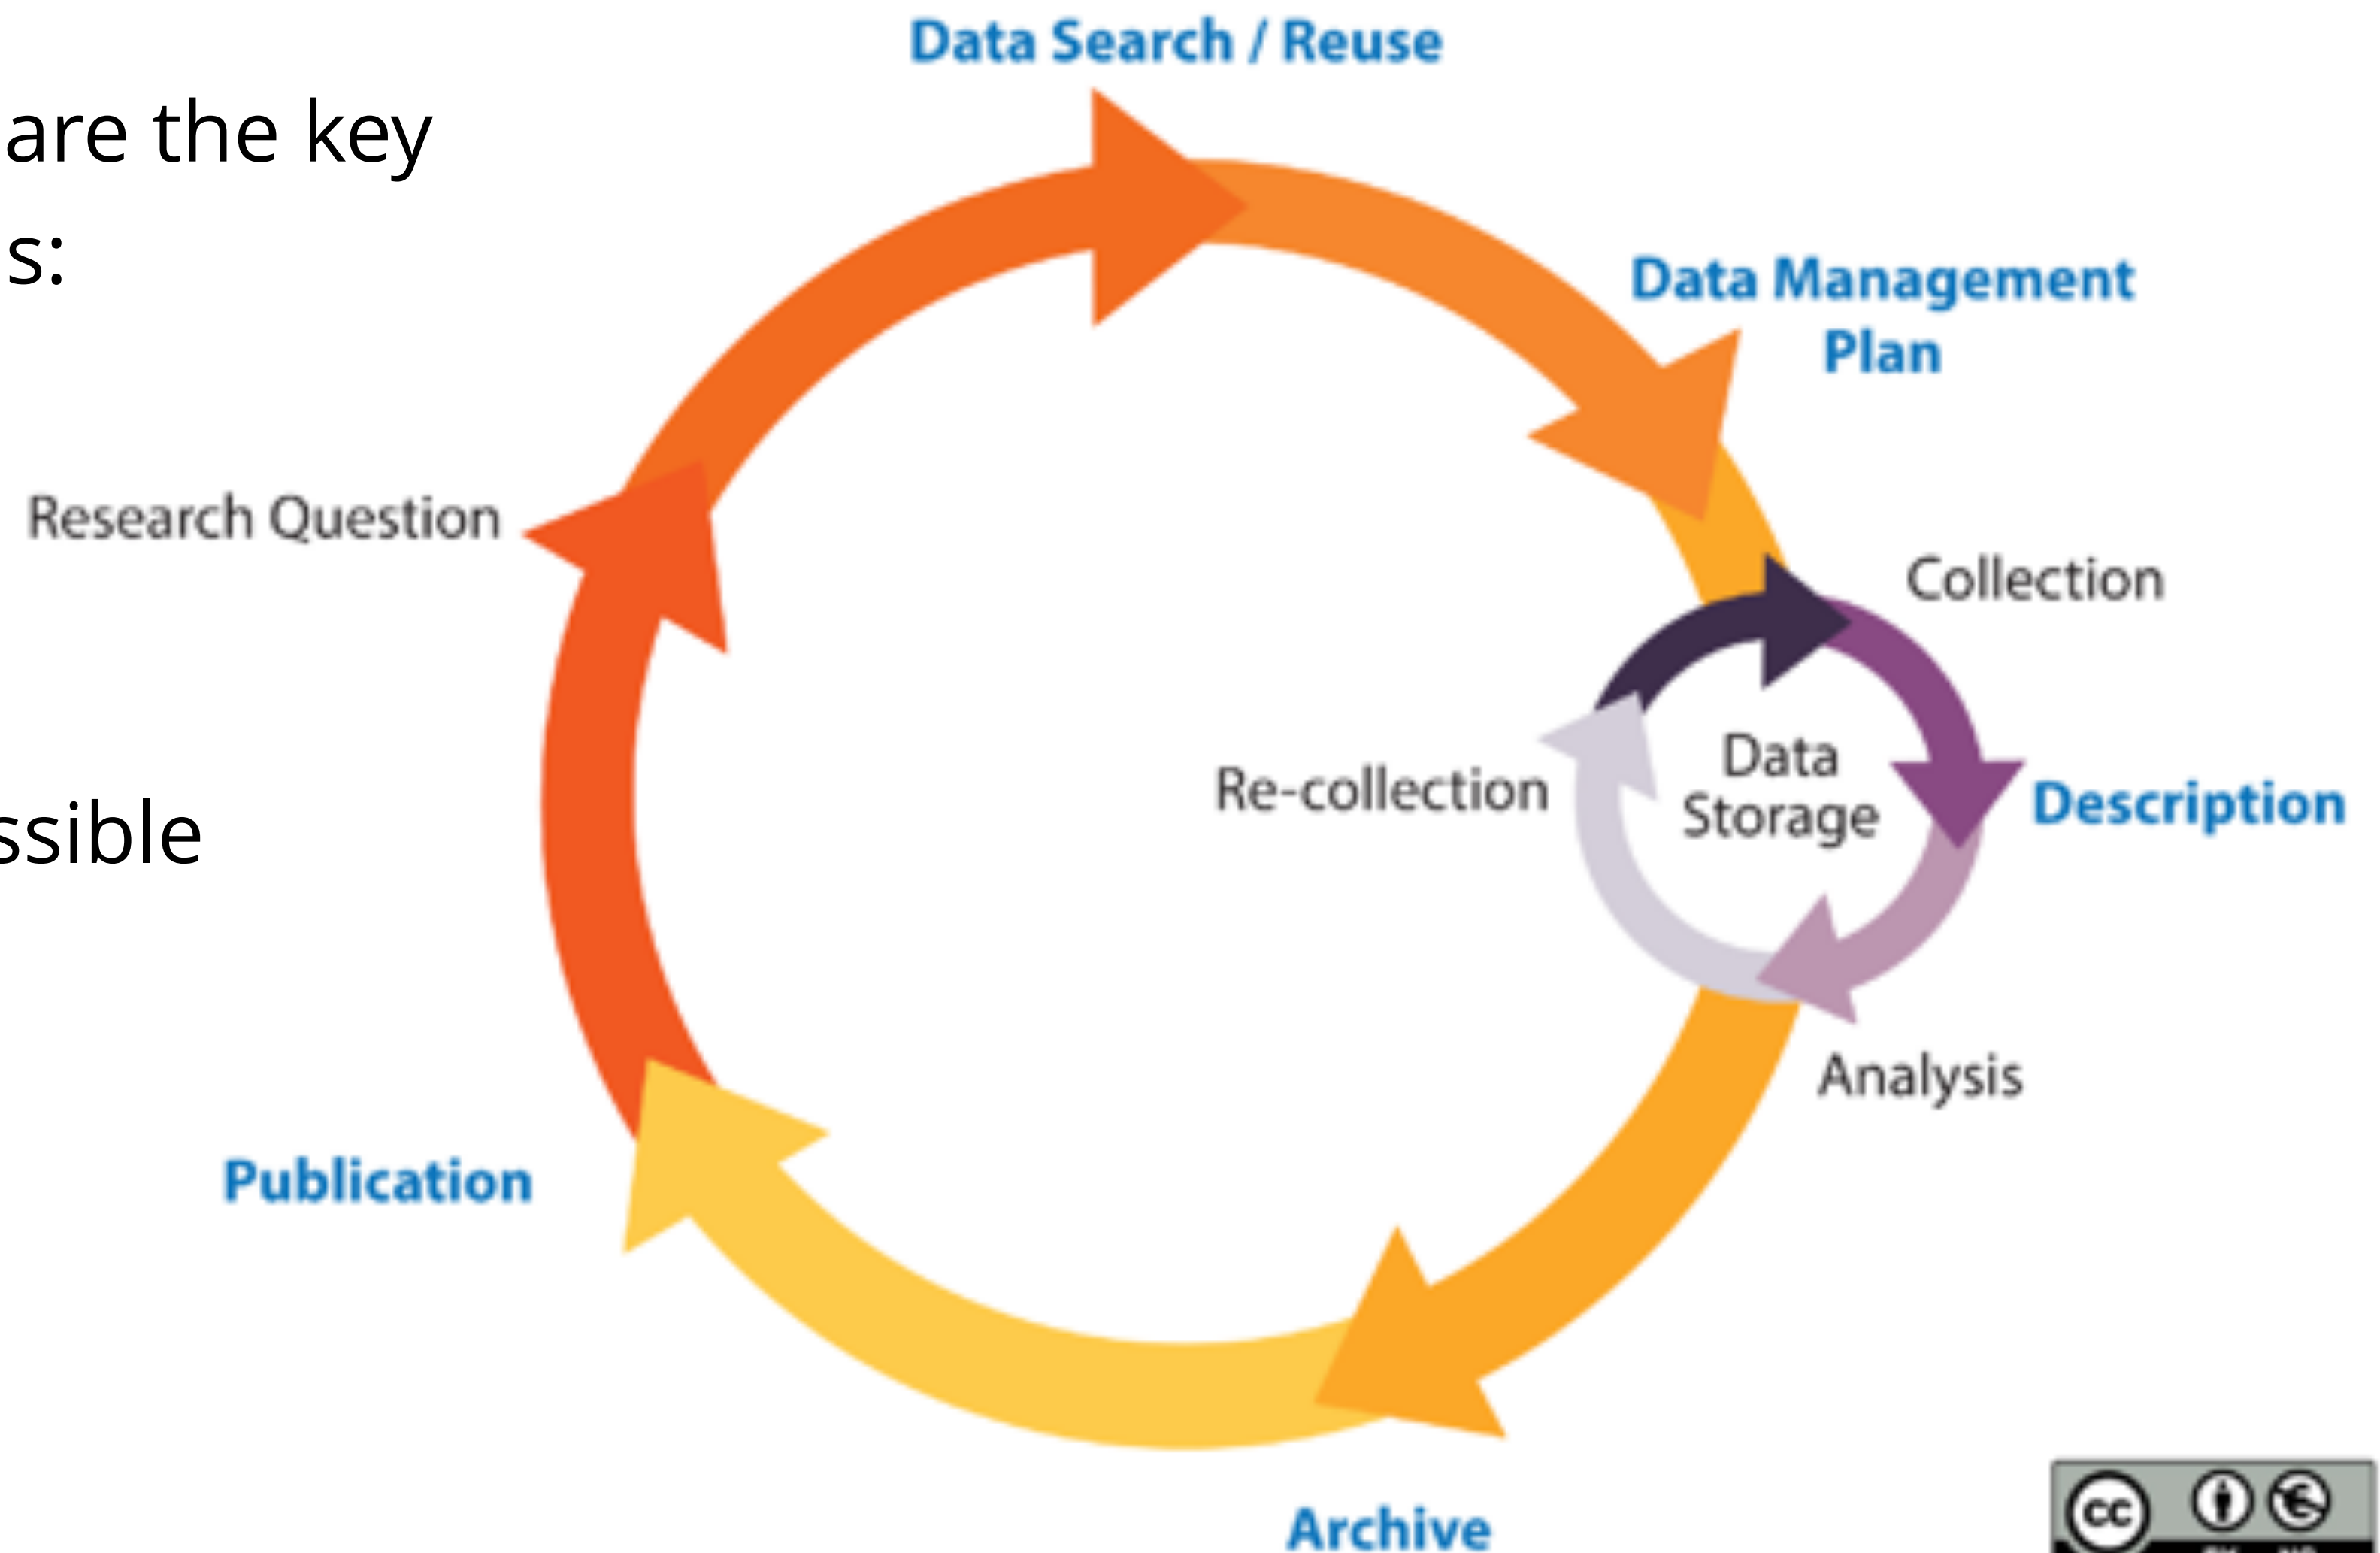 Data Search / Reuse
are the key
s:
Data Management
Plan
Research Question
Collection
Re-collection
Data
Storage
Description
ssible
Analysis
Publication
Archive
cc